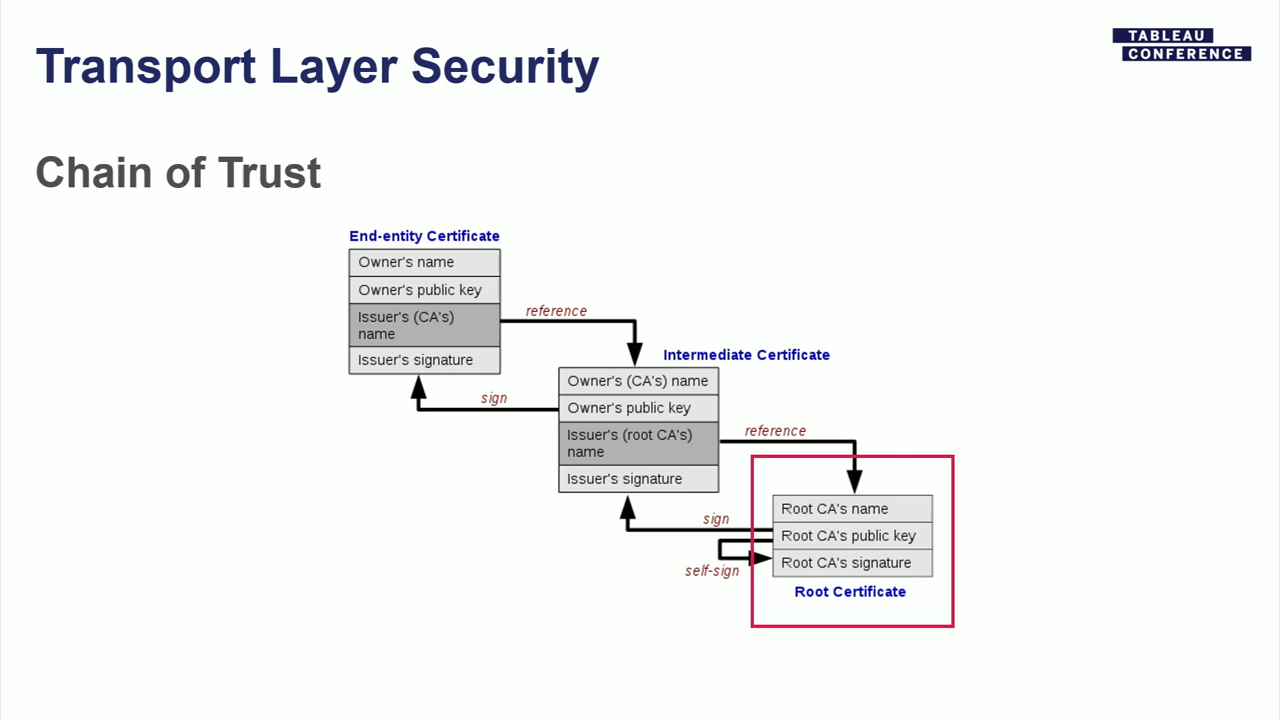 Transport Layer Security
TABLEAU
CONFERENCE
Chain of Trust
End-entity Certificate
Owner's name
Owner's public key
Issuer's (CA's)
name
Issuer's signature
reference
sign
Intermediate Certificate
Owner's (CA's) name
Owner's public key
Issuer's (root CA's)
name
Issuer's signature
reference
sign
self-sign
Root CA's name
Root CA's public key
Root CA's signature
Root Certificate